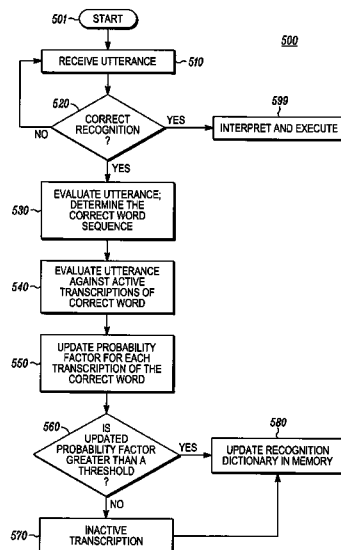 501
START
500
RECEIVE UTTERANCE
510
520
CORRECT
RECOGNITION
?
NO
YES
599
INTERPRET AND EXECUTE
YES
530
EVALUATE UTTERANCE;
DETERMINE THE
CORRECT WORD
SEQUENCE
540
EVALUATE UTTERANCE
AGAINST ACTIVE
TRANSCRIPTIONS OF
CORRECT WORD
550
UPDATE PROBABILITY
FACTOR FOR EACH
TRANSCRIPTION OF THE
CORRECT WORD
560
IS
UPDATED
PROBABILITY FACTOR
GREATER THAN A
THRESHOLD
?
YES
580
UPDATE RECOGNITION
DICTIONARY IN MEMORY
NO
570
INACTIVE
TRANSCRIPTION